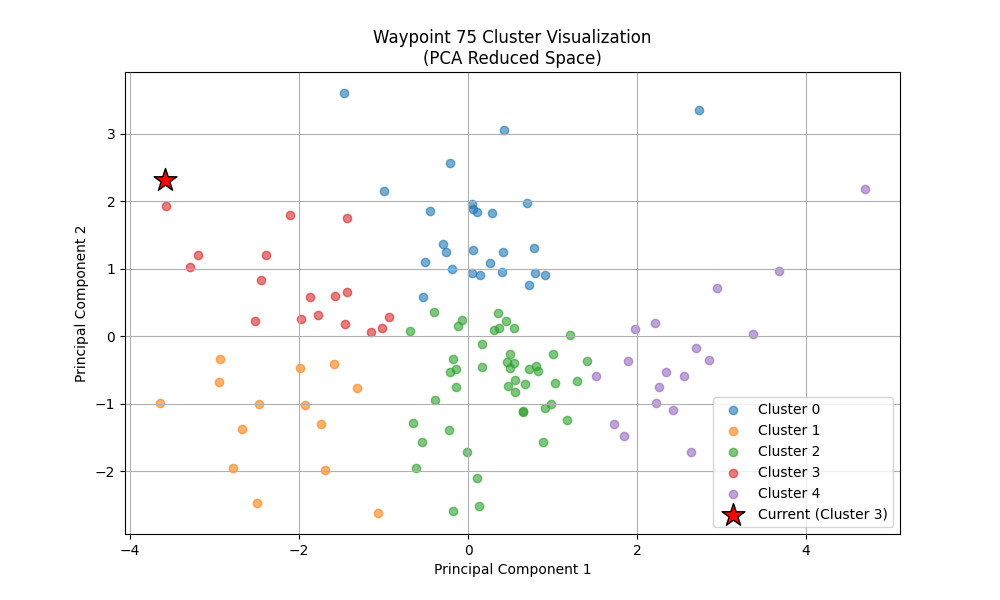 Waypoint 75 Cluster Visualization
(PCA Reduced Space)
Principal Component 2
3
2
1
0
−1
−2
−4
−2
0
2
4
Principal Component 1
Cluster 0
Cluster 1
Cluster 2
Cluster 3
Cluster 4
Current (Cluster 3)